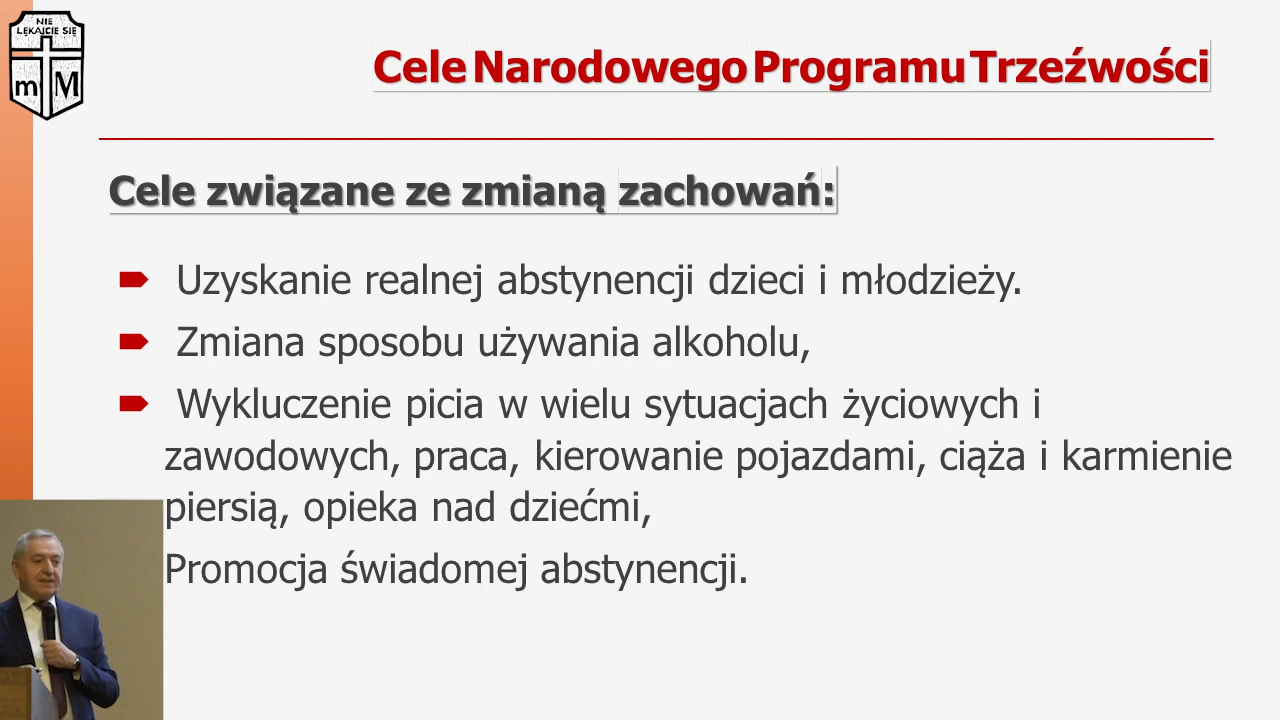 NIE
LĘKAJCIE SIĘ
m M
Cele Narodowego Programu Trzeźwości
Cele związane ze zmianą zachowań:
Uzyskanie realnej abstynencji dzieci i młodzieży.
Zmiana sposobu używania alkoholu,
Wykluczenie picia w wielu sytuacjach życiowych i
zawodowych, praca, kierowanie pojazdami, ciąża i karmienie
piersią, opieka nad dziećmi,
Promocja świadomej abstynencji.